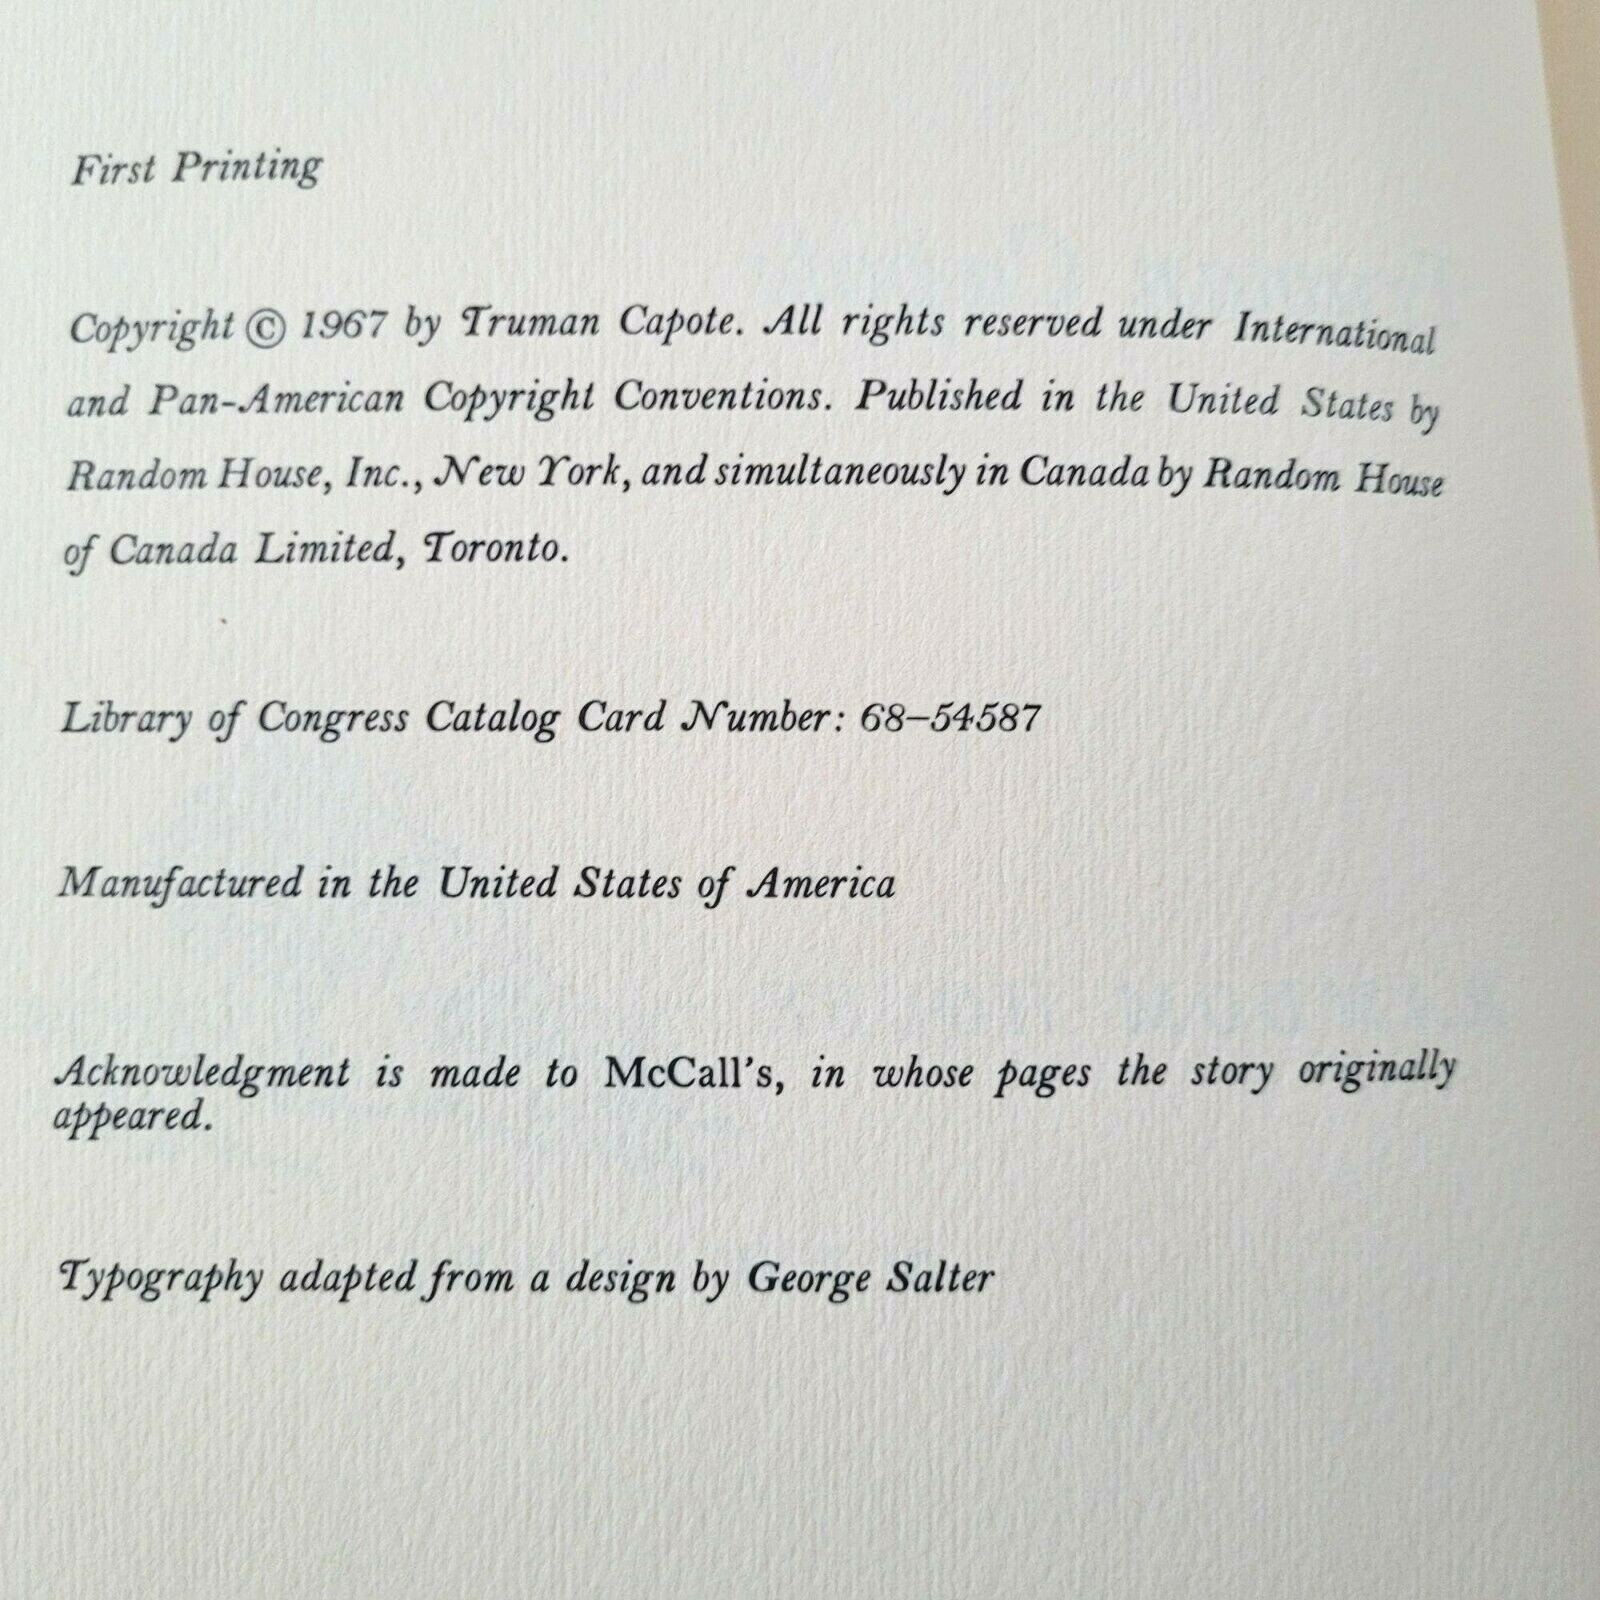 First Printing
Copyright © 1967 by Truman Capote. All rights reserved under International
and Pan-American Copyright Conventions. Published in the United States by
Random House, Inc., New York, and simultaneously in Canada by Random House
of Canada Limited, Toronto.
Library of Congress Catalog Card Number: 68–54587
Manufactured in the United States of America
Acknowledgment is made to McCall's, in whose pages the story originally
appeared.
Typography adapted from a design by George Salter